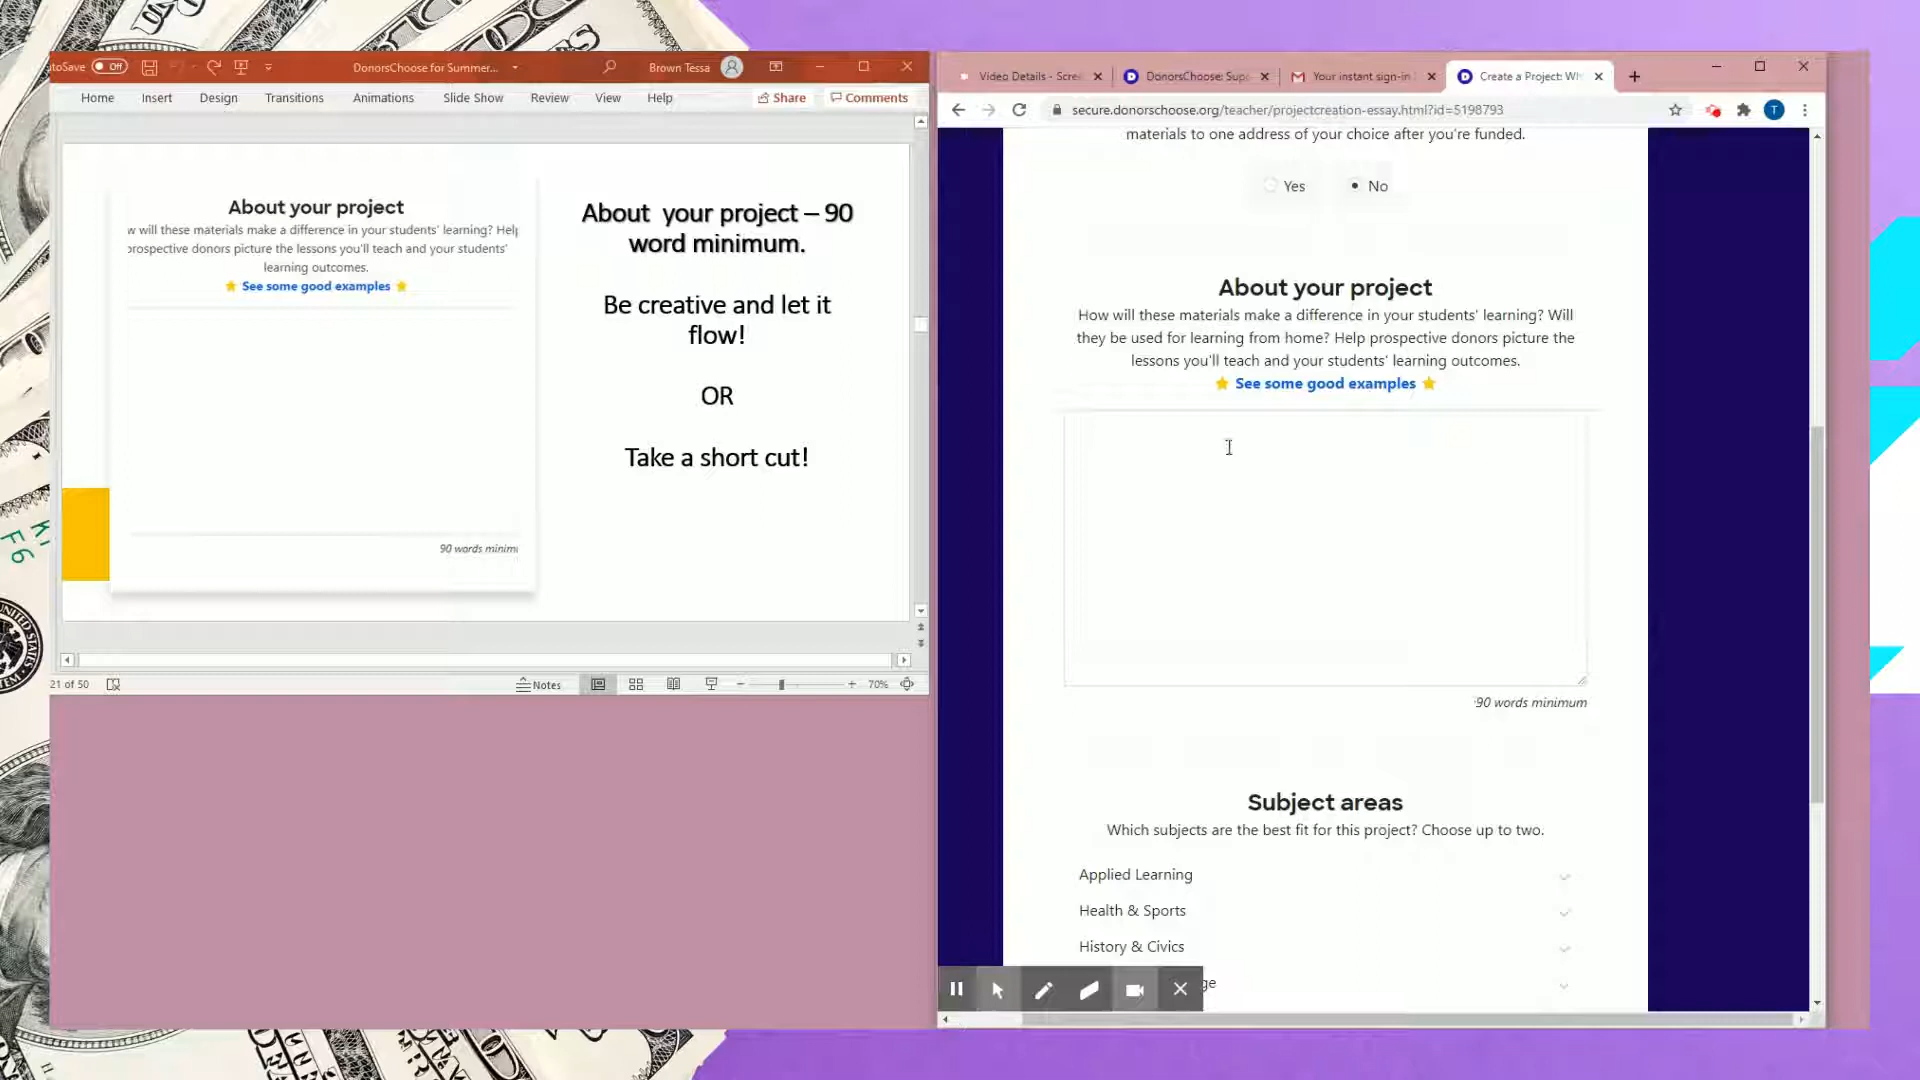 utoSave Off
DonorsChoose for Summer...
Brown Tessa
Home Insert Design Transitions Animations Slide Show Review View Help Share Comments
About your project
w will these materials make a difference in your students' learning? Help
prospective donors picture the lessons you'll teach and your students'
learning outcomes.
See some good examples
90 words minim
About your project – 90
word minimum.
Be creative and let it
flow!
OR
Take a short cut!
21 of 50
Notes
70%
Video Details - Scre
DonorsChoose: Sup
Your instant sign-in
Create a Project: Wh
secure.donorschoose.org/teacher/projectcreation-essay.html?id=5198793
T
materials to one address of your choice after you're funded.
Yes No
About your project
How will these materials make a difference in your students' learning? Will
they be used for learning from home? Help prospective donors picture the
lessons you'll teach and your students' learning outcomes.
See some good examples
90 words minimum
Subject areas
Which subjects are the best fit for this project? Choose up to two.
Applied Learning
Health & Sports
History & Civics
ge
F6